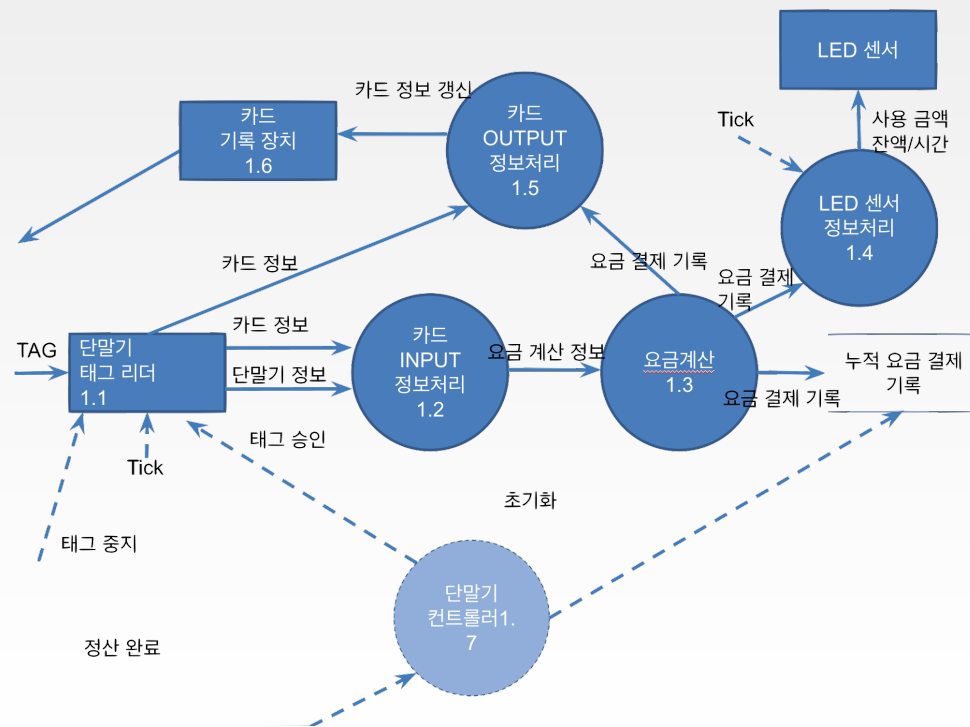 LED 센서
카드 정보 갱신
카드
OUTPUT
정보처리
1.5
카드
기록 장치
1.6
Tick
사용 금액
잔액/시간
LED 센서
정보처리
1.4
카드 정보
요금 결제 기록
요금 결제
기록
카드 정보
TAG
단말기
태그 리더
1.1
단말기 정보
카드
INPUT
정보처리
1.2
요금 계산 정보
요금계산
1.3
누적 요금 결제
기록
요금 결제 기록
태그 승인
Tick
초기화
태그 중지
단말기
컨트롤러1.
7
정산 완료